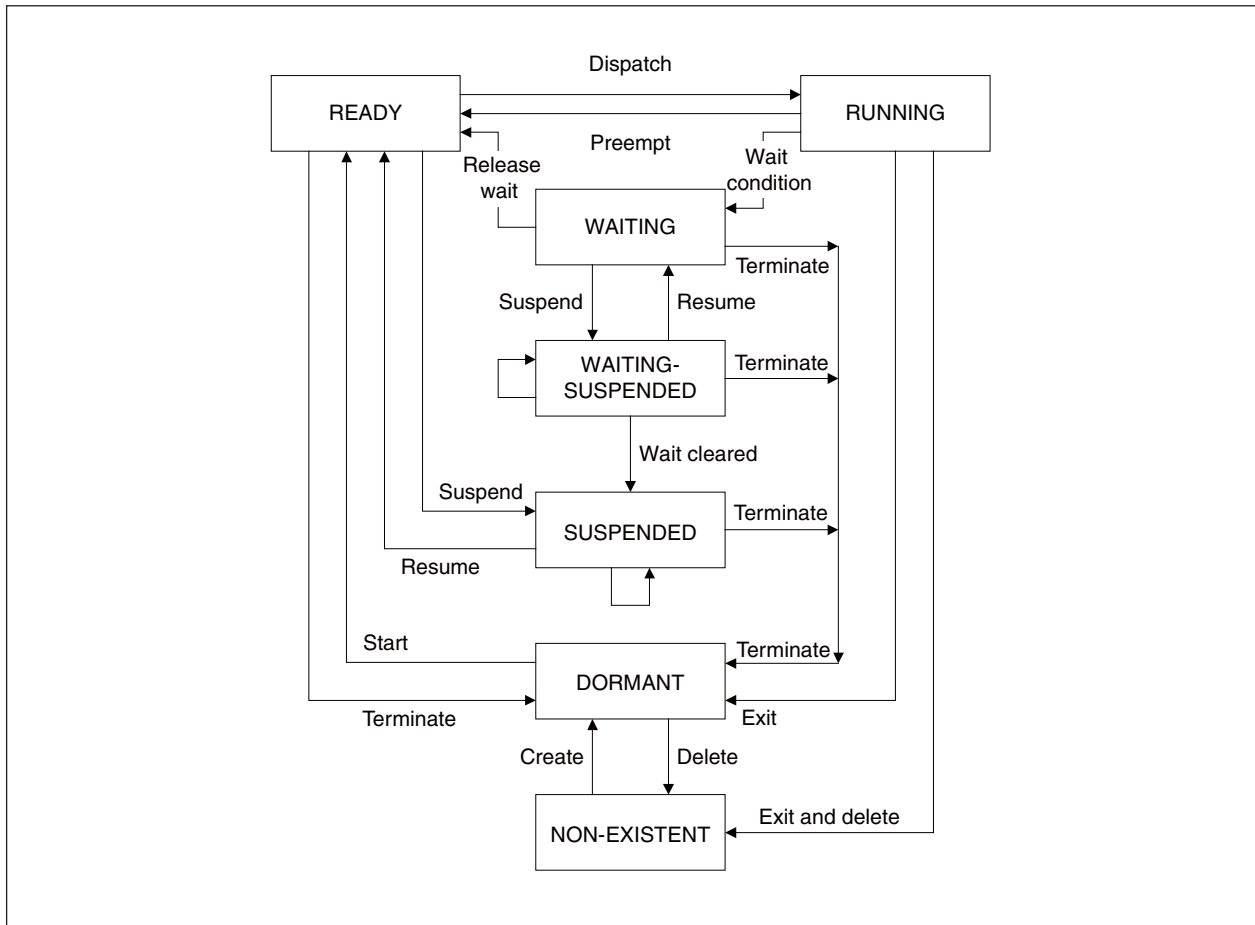 Dispatch
READY
RUNNING
Preempt
Release
wait
Wait
condition
WAITING
Terminate
Suspend
Resume
WAITING-
SUSPENDED
Terminate
Wait cleared
Suspend
SUSPENDED
Terminate
Resume
Start
Terminate
DORMANT
Terminate
Exit
Create
Delete
NON-EXISTENT
Exit and delete